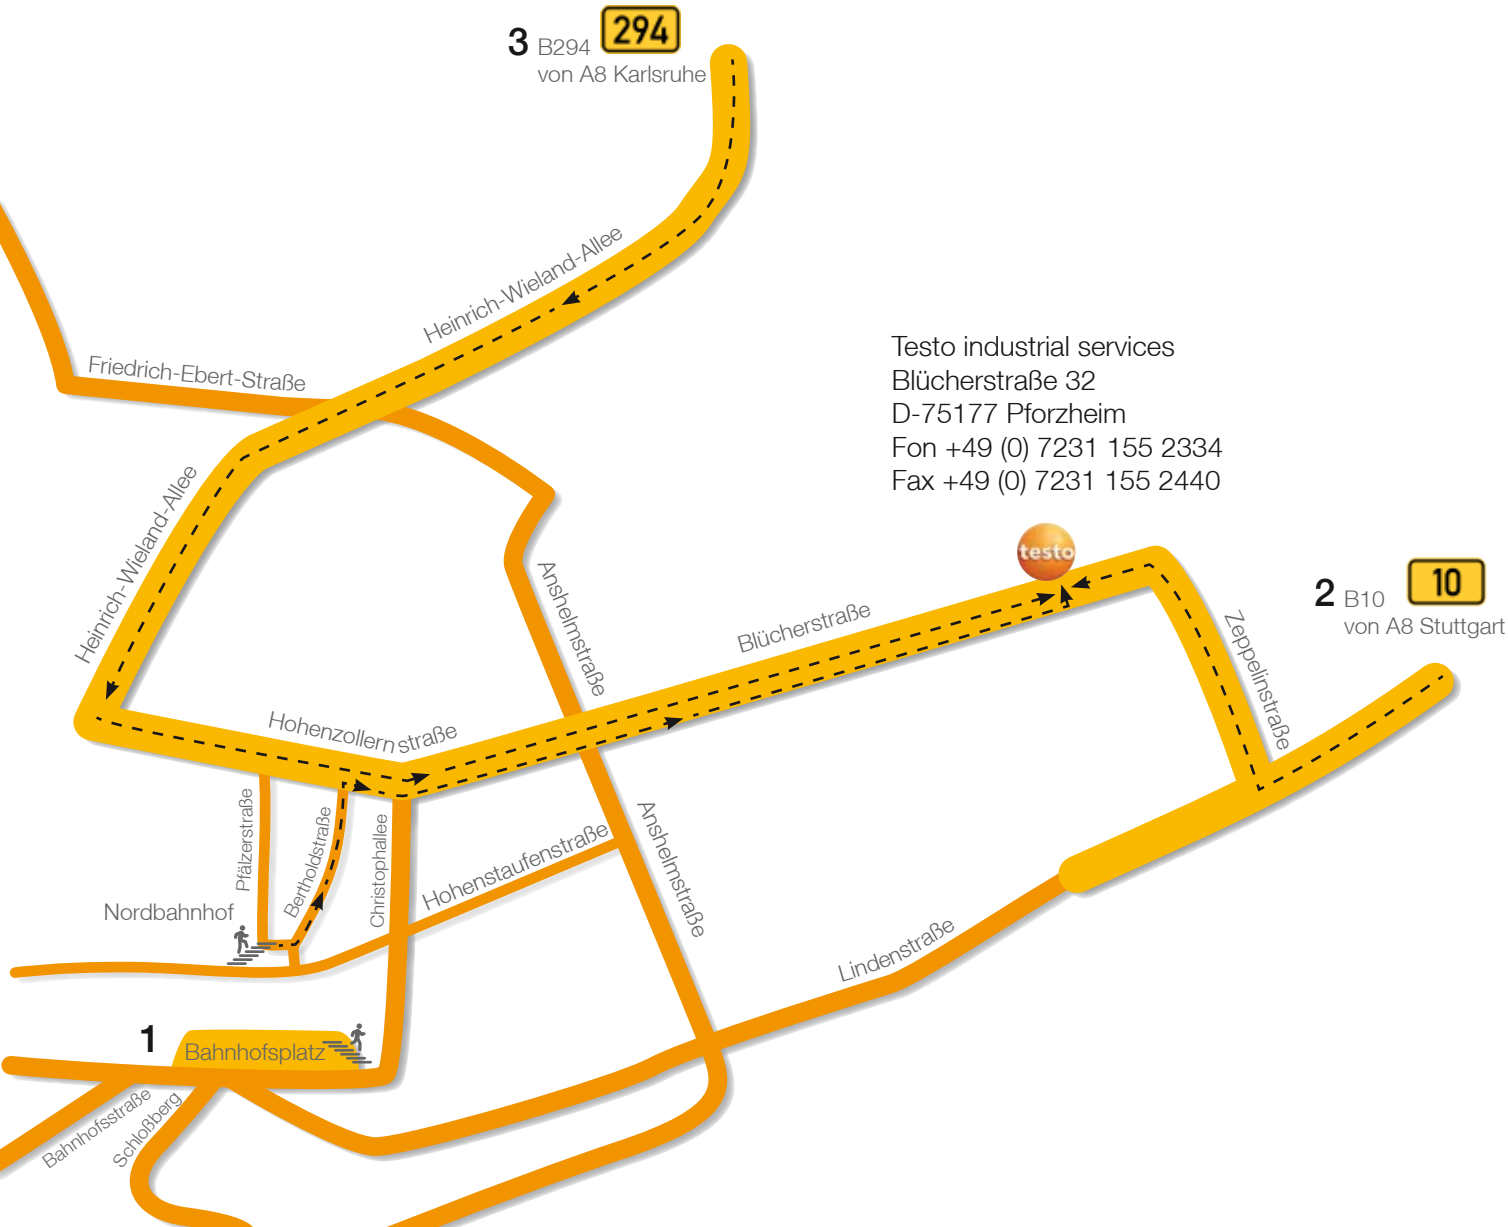 3 B294 294
von A8 Karlsruhe
Heinrich-Wieland-Allee
Friedrich-Ebert-Straße
Testo industrial services
Blücherstraße 32
D-75177 Pforzheim
Fon +49 (0) 7231 155 2334
Fax +49 (0) 7231 155 2440
Heinrich-Wieland-Allee
testo
2 B10 10
von A8 Stuttgart
Anshelmstraße
Blücherstraße
Zeppelinstraße
Hohenzollernstraße
Pfälzerstraße
Bertholdstraße
Christophallee
Hohenstaufenstraße
Anshelmstraße
Nordbahnhof
Lindenstraße
1
Bahnhofsplatz
Bahnhofsstraße
Schloßberg